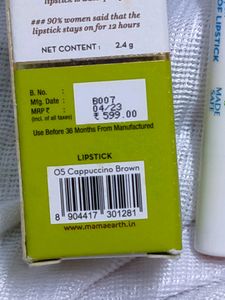 ### 90% women said that the
lipstick stays on for 12 hours
NET CONTENT : 2.4 g
B. No. : B007
Mfg. Date : 04/23
MRP ₹ : ₹ 599.00
(incl. of all taxes)
Use Before 36 Months From Manufactured
LIPSTICK
05 Cappuccino Brown
8 904417 301281
www.mamaearth.in
OF LIPSTICK
MADE